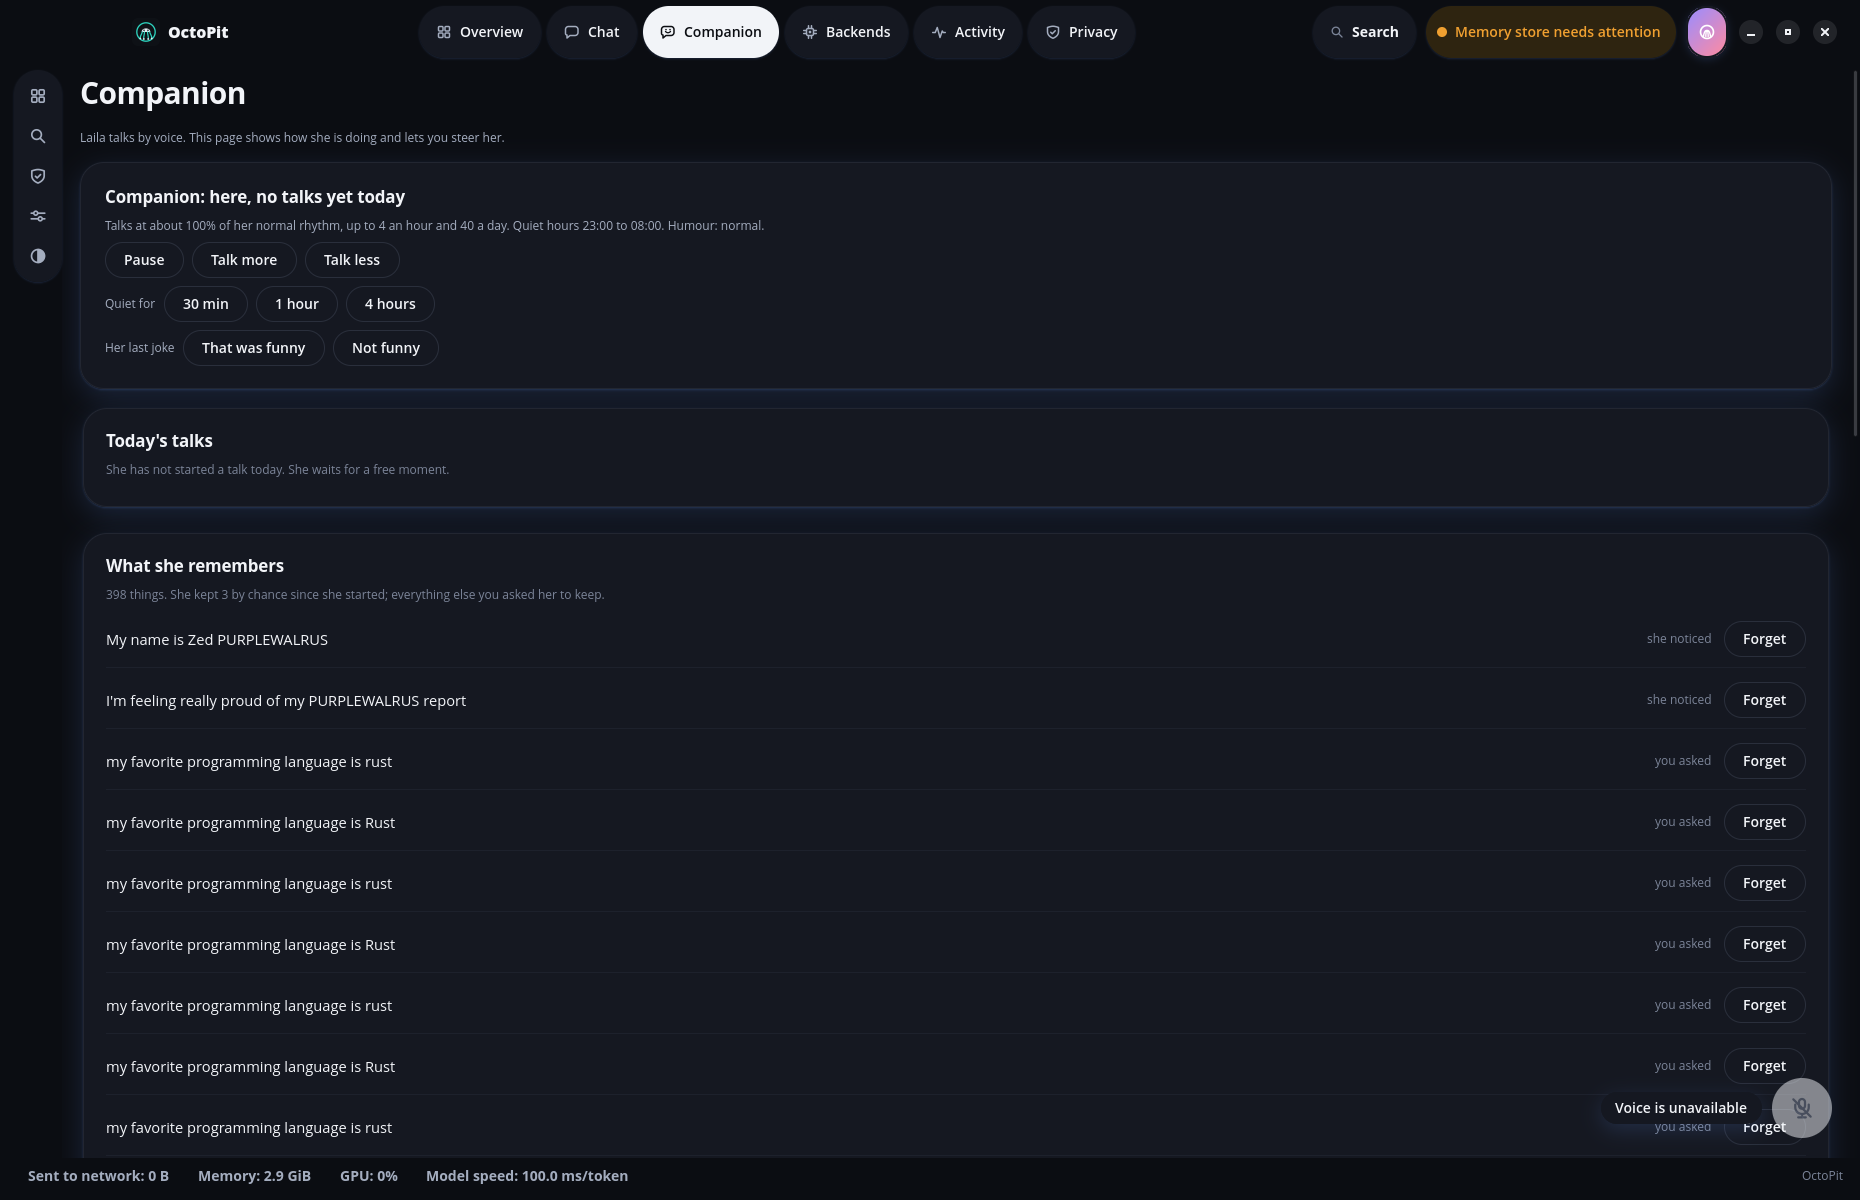 OctoPit
Overview
Chat
Companion
Backends
Activity
Privacy
Search
Memory store needs attention
Companion
Laila talks by voice. This page shows how she is doing and lets you steer her.
Companion: here, no talks yet today
Talks at about 100% of her normal rhythm, up to 4 an hour and 40 a day. Quiet hours 23:00 to 08:00. Humour: normal.
Pause Talk more Talk less
Quiet for 30 min 1 hour 4 hours
Her last joke That was funny Not funny
Today's talks
She has not started a talk today. She waits for a free moment.
What she remembers
398 things. She kept 3 by chance since she started; everything else you asked her to keep.
My name is Zed PURPLEWALRUS she noticed Forget
I'm feeling really proud of my PURPLEWALRUS report she noticed Forget
my favorite programming language is rust you asked Forget
my favorite programming language is Rust you asked Forget
my favorite programming language is rust you asked Forget
my favorite programming language is Rust you asked Forget
my favorite programming language is rust you asked Forget
my favorite programming language is Rust you asked Forget
Voice is unavailable
my favorite programming language is rust you asked Forget
Sent to network: 0 B Memory: 2.9 GiB GPU: 0% Model speed: 100.0 ms/token OctoPit